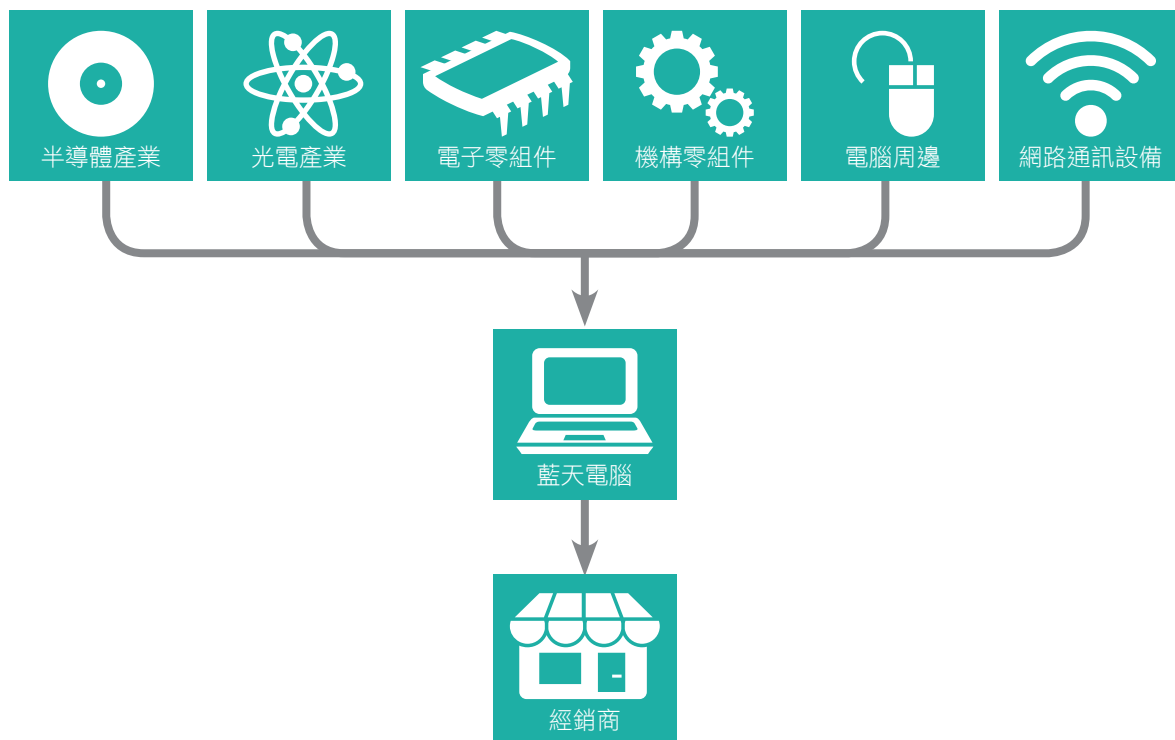 半導體產業
光電產業
電子零組件
機構零組件
電腦周邊
網路通訊設備
藍天電腦
經銷商